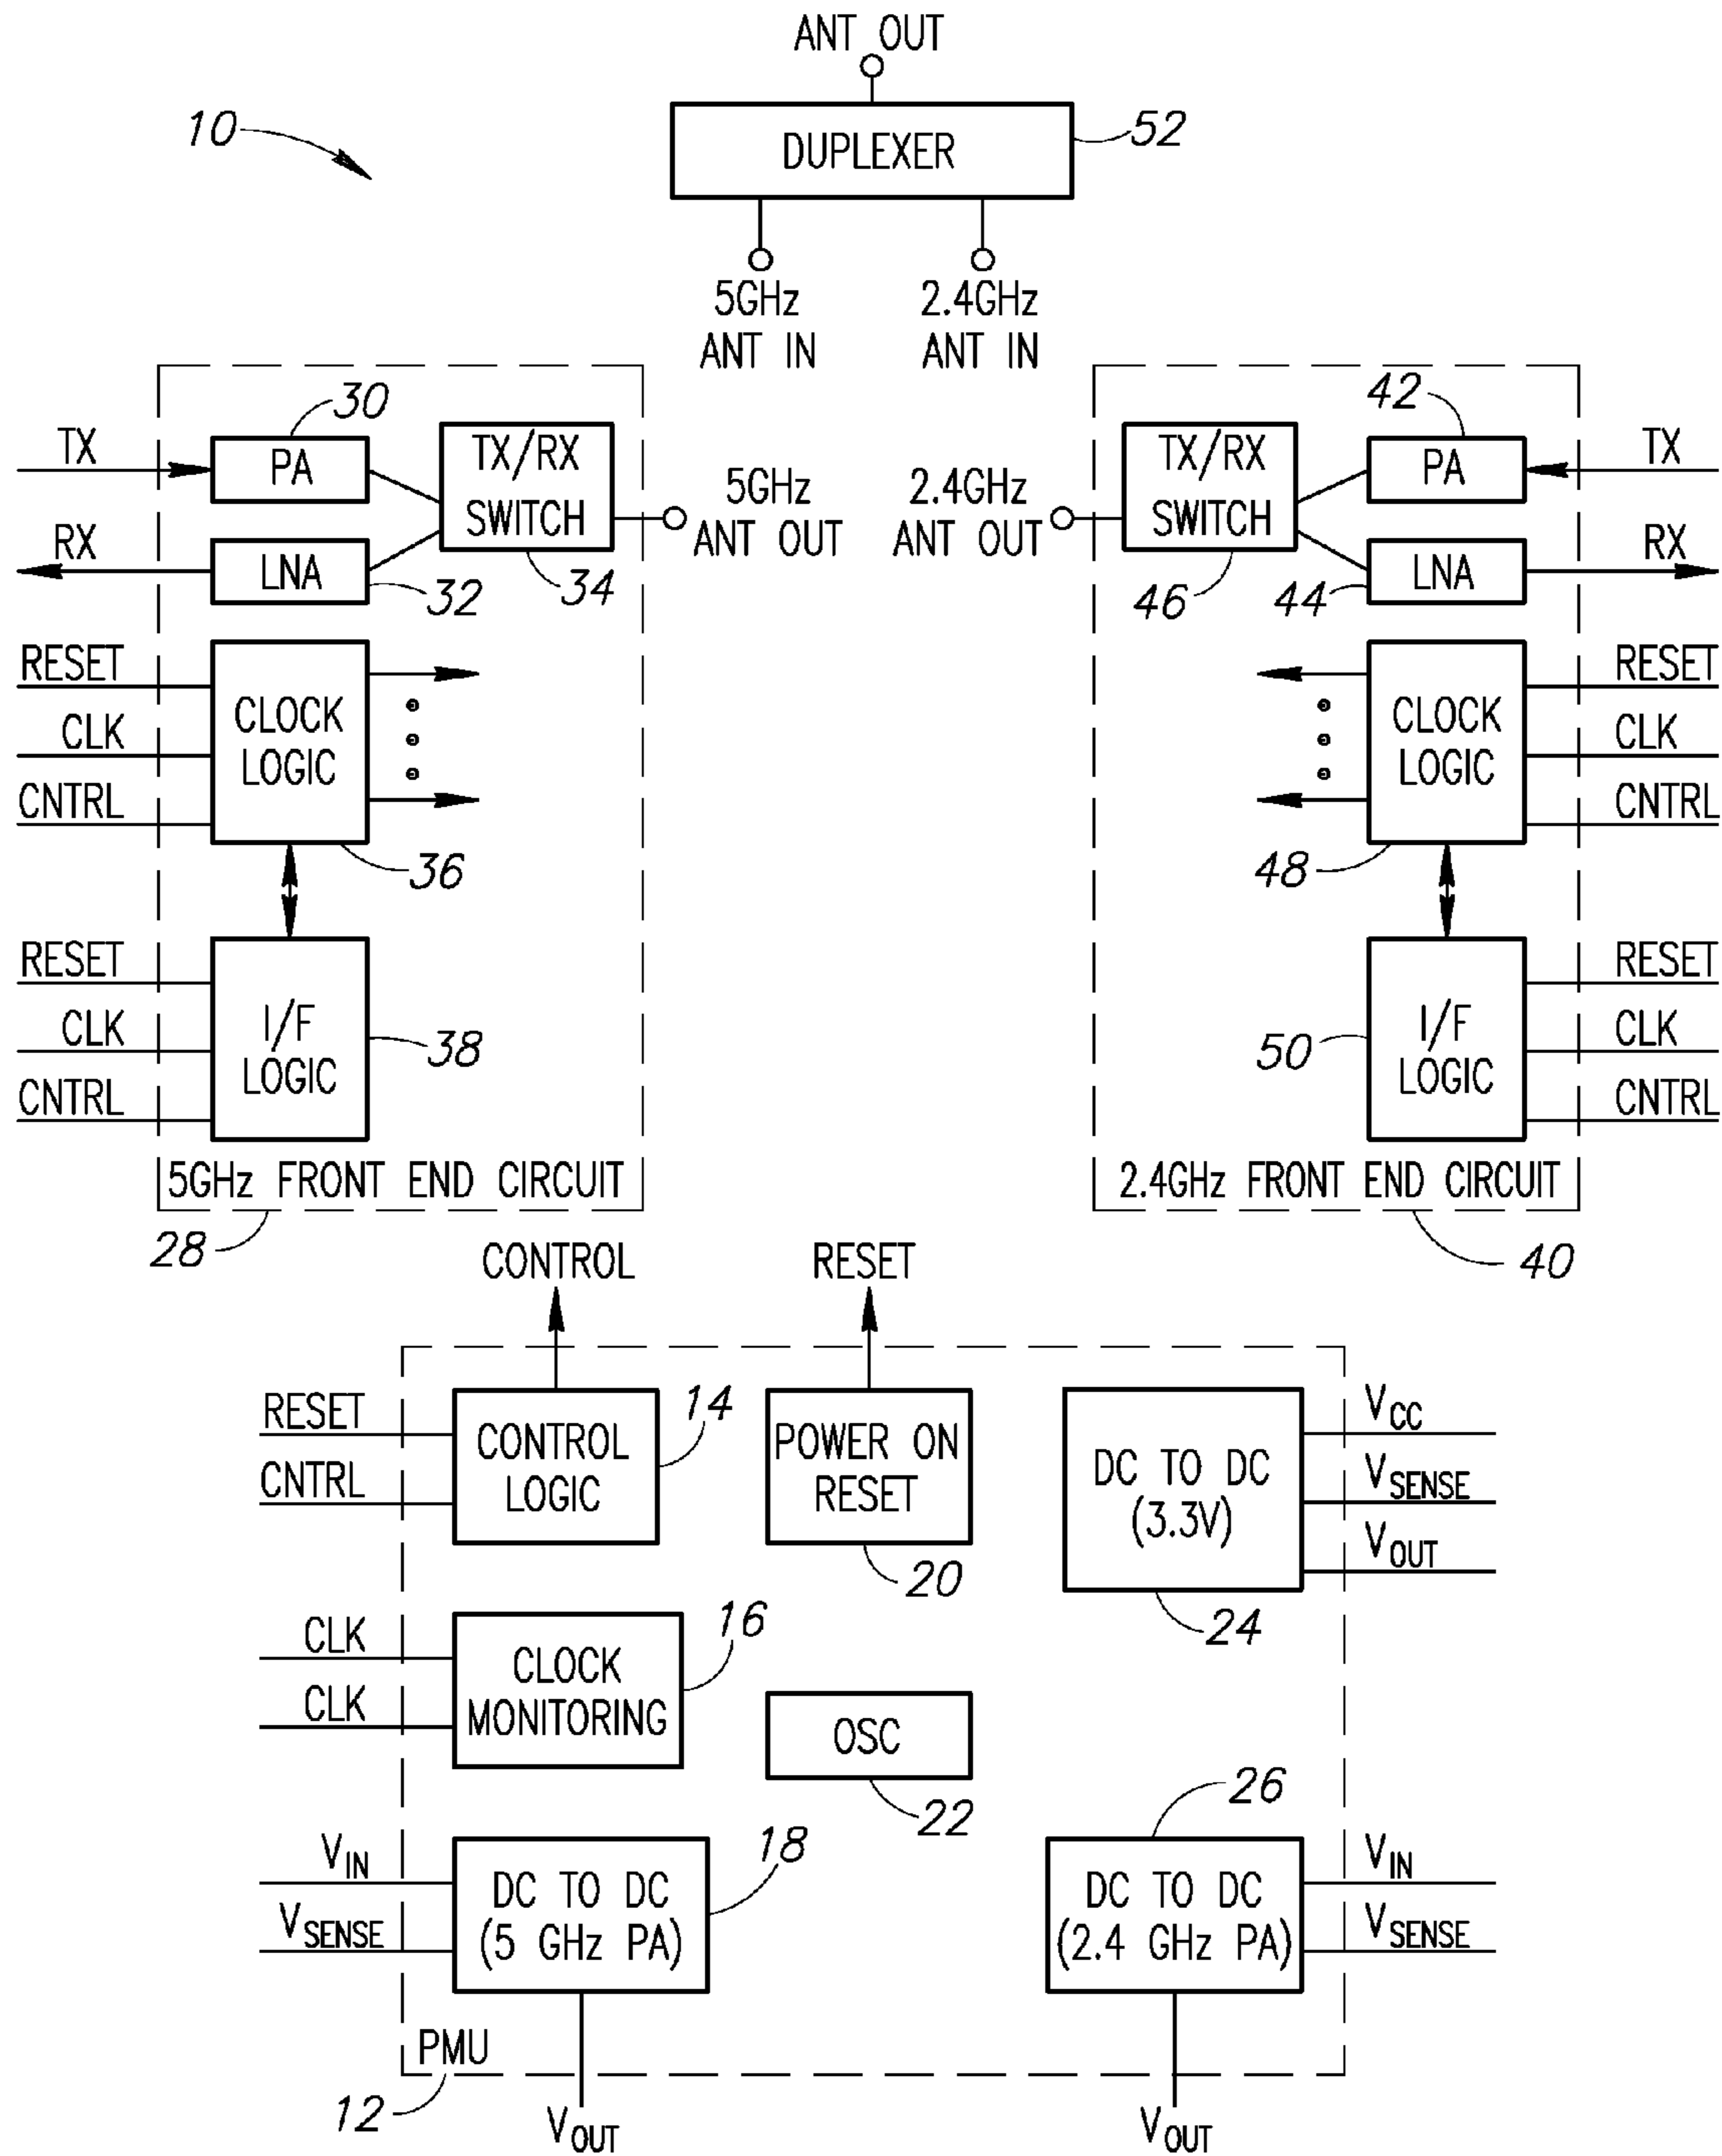 ANT OUT
10
DUPLEXER
52
5GHz
ANT IN
2.4GHz
ANT IN
30
TX
PA
TX/RX
SWITCH
5GHz
ANT OUT
RX
LNA
32
34
RESET
CLK
CNTRL
CLOCK
LOGIC
36
RESET
CLK
CNTRL
I/F
LOGIC
38
5GHz FRONT END CIRCUIT
28
42
2.4GHz
ANT OUT
TX/RX
SWITCH
PA
TX
46
44
LNA
RX
CLOCK
LOGIC
RESET
CLK
CNTRL
48
I/F
LOGIC
50
RESET
CLK
CNTRL
2.4GHz FRONT END CIRCUIT
40
CONTROL
RESET
RESET
CNTRL
CONTROL
LOGIC
14
POWER ON
RESET
20
DC TO DC
(3.3V)
24
VCC
VSENSE
VOUT
CLK
CLK
CLOCK
MONITORING
16
OSC
22
26
VIN
VSENSE
DC TO DC
(5 GHz PA)
18
DC TO DC
(2.4 GHz PA)
VIN
VSENSE
PMU
12
VOUT
VOUT